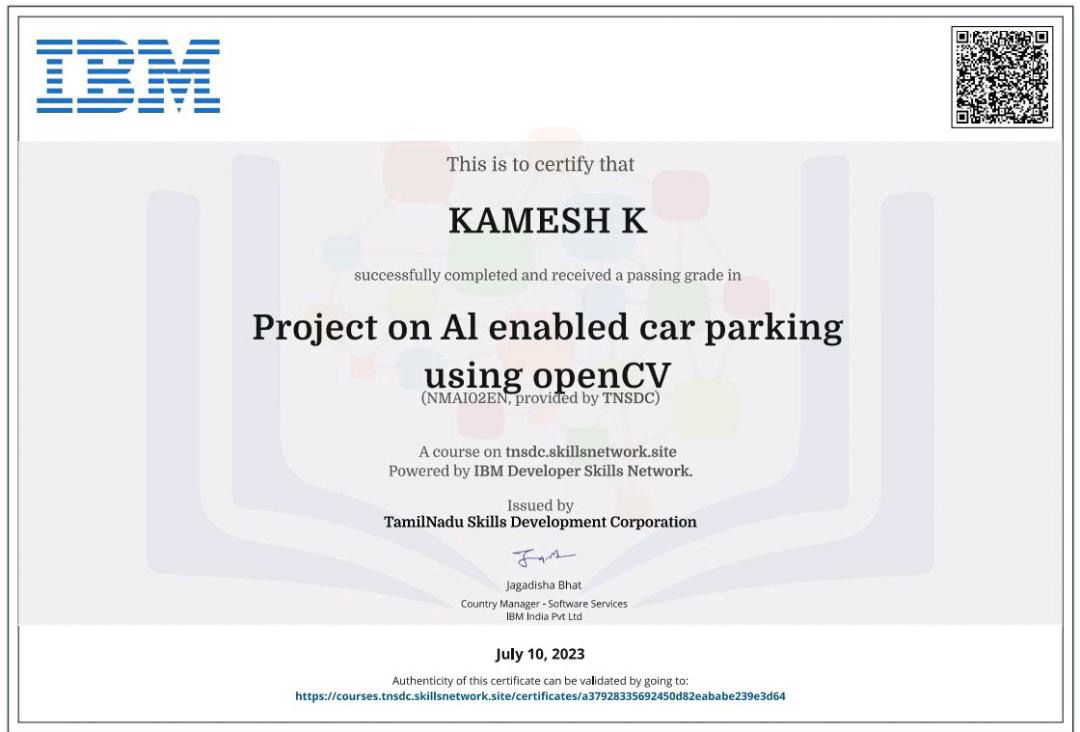 IBM
This is to certify that
KAMESH K
successfully completed and received a passing grade in
Project on Al enabled car parking
using openCV
(NMAI02EN, provided by TNSDC)
A course on tnsdc.skillsnetwork.site
Powered by IBM Developer Skills Network.
Issued by
TamilNadu Skills Development Corporation
Jagadisha Bhat
Country Manager - Software Services
IBM India Pvt Ltd
July 10, 2023
Authenticity of this certificate can be validated by going to:
https://courses.tnsdc.skillsnetwork.site/certificates/a37928335692450d82eababe239e3d64